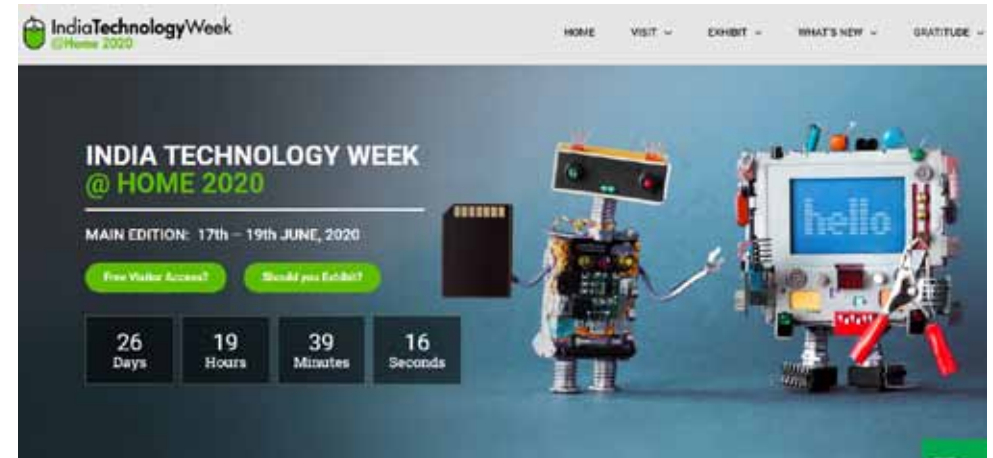 IndiaTechnologyWeek
@Home 2020
HOME
VISIT
EXHIBIT
WHAT'S NEW
GRATITUDE
INDIA TECHNOLOGY WEEK
@ HOME 2020
MAIN EDITION: 17th – 19th JUNE, 2020
Free Visitor Access?
Should you Exhibit?
26
Days
19
Hours
39
Minutes
16
Seconds
hello